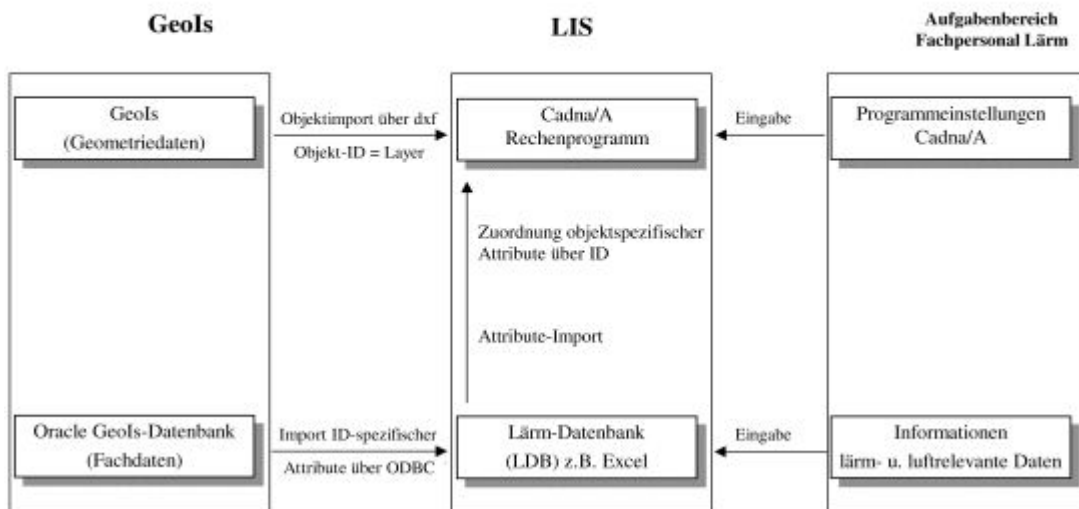 GeoIs
LIS
Aufgabenbereich
Fachpersonal Lärm
GeoIs
(Geometriedaten)
Objektimport über dxf
Objekt-ID = Layer
Cadna/A
Rechenprogramm
Eingabe
Programmeinstellungen
Cadna/A
Zuordnung objektspezifischer
Attribute über ID
Attribute-Import
Oracle GeoIs-Datenbank
(Fachdaten)
Import ID-spezifischer
Attribute über ODBC
Lärm-Datenbank
(LDB) z.B. Excel
Eingabe
Informationen
lärm- u. luftrelevante Daten